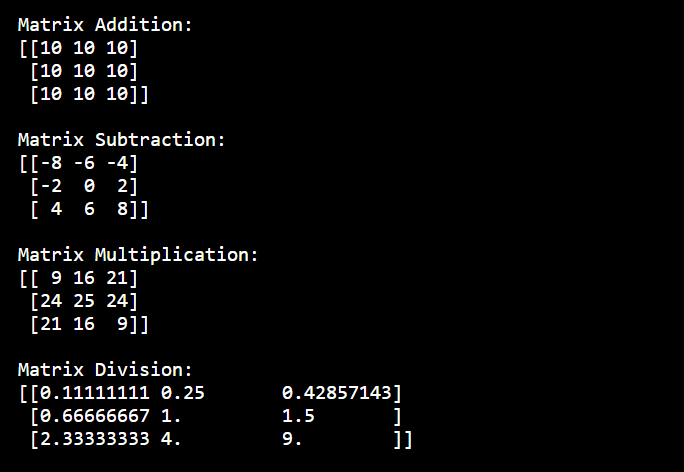 Matrix Addition:
[[10 10 10]
 [10 10 10]
 [10 10 10]]

Matrix Subtraction:
[[-8 -6 -4]
 [-2  0  2]
 [ 4  6  8]]

Matrix Multiplication:
[[ 9 16 21]
 [24 25 24]
 [21 16  9]]

Matrix Division:
[[0.11111111 0.25       0.42857143]
 [0.66666667 1.         1.5       ]
 [2.33333333 4.         9.        ]]